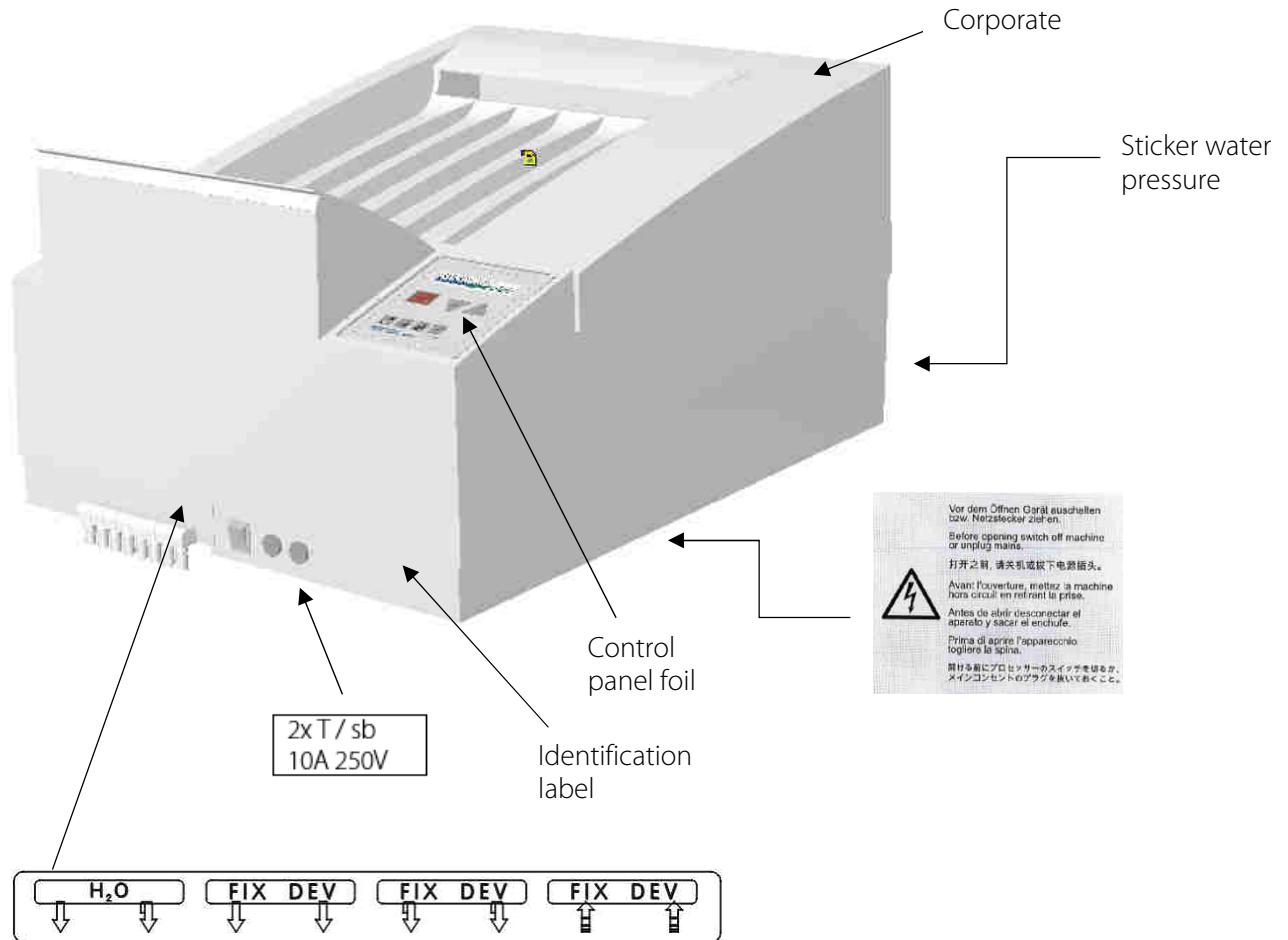 Corporate
Sticker water
pressure
Vor dem Öffnen Gerät auschalten
bzw. Netzstecker ziehen.
Before opening switch off machine
or unplug mains.
打开之前, 请关机或拔下电源插头。
Avant l'ouverture, mettez la machine
hors circuit en retirant la prise.
Antes de abrir desconectar el
aparato y sacar el enchufe.
Prima di aprire l'apparecchio
togliere la spina.
開ける前にプロセッサーのスイッチを切るか、
メインコンセントのプラグを抜いておくこと。
Control
panel foil
2x T / sb
10A 250V
Identification
label
H₂O FIX DEV FIX DEV FIX DEV